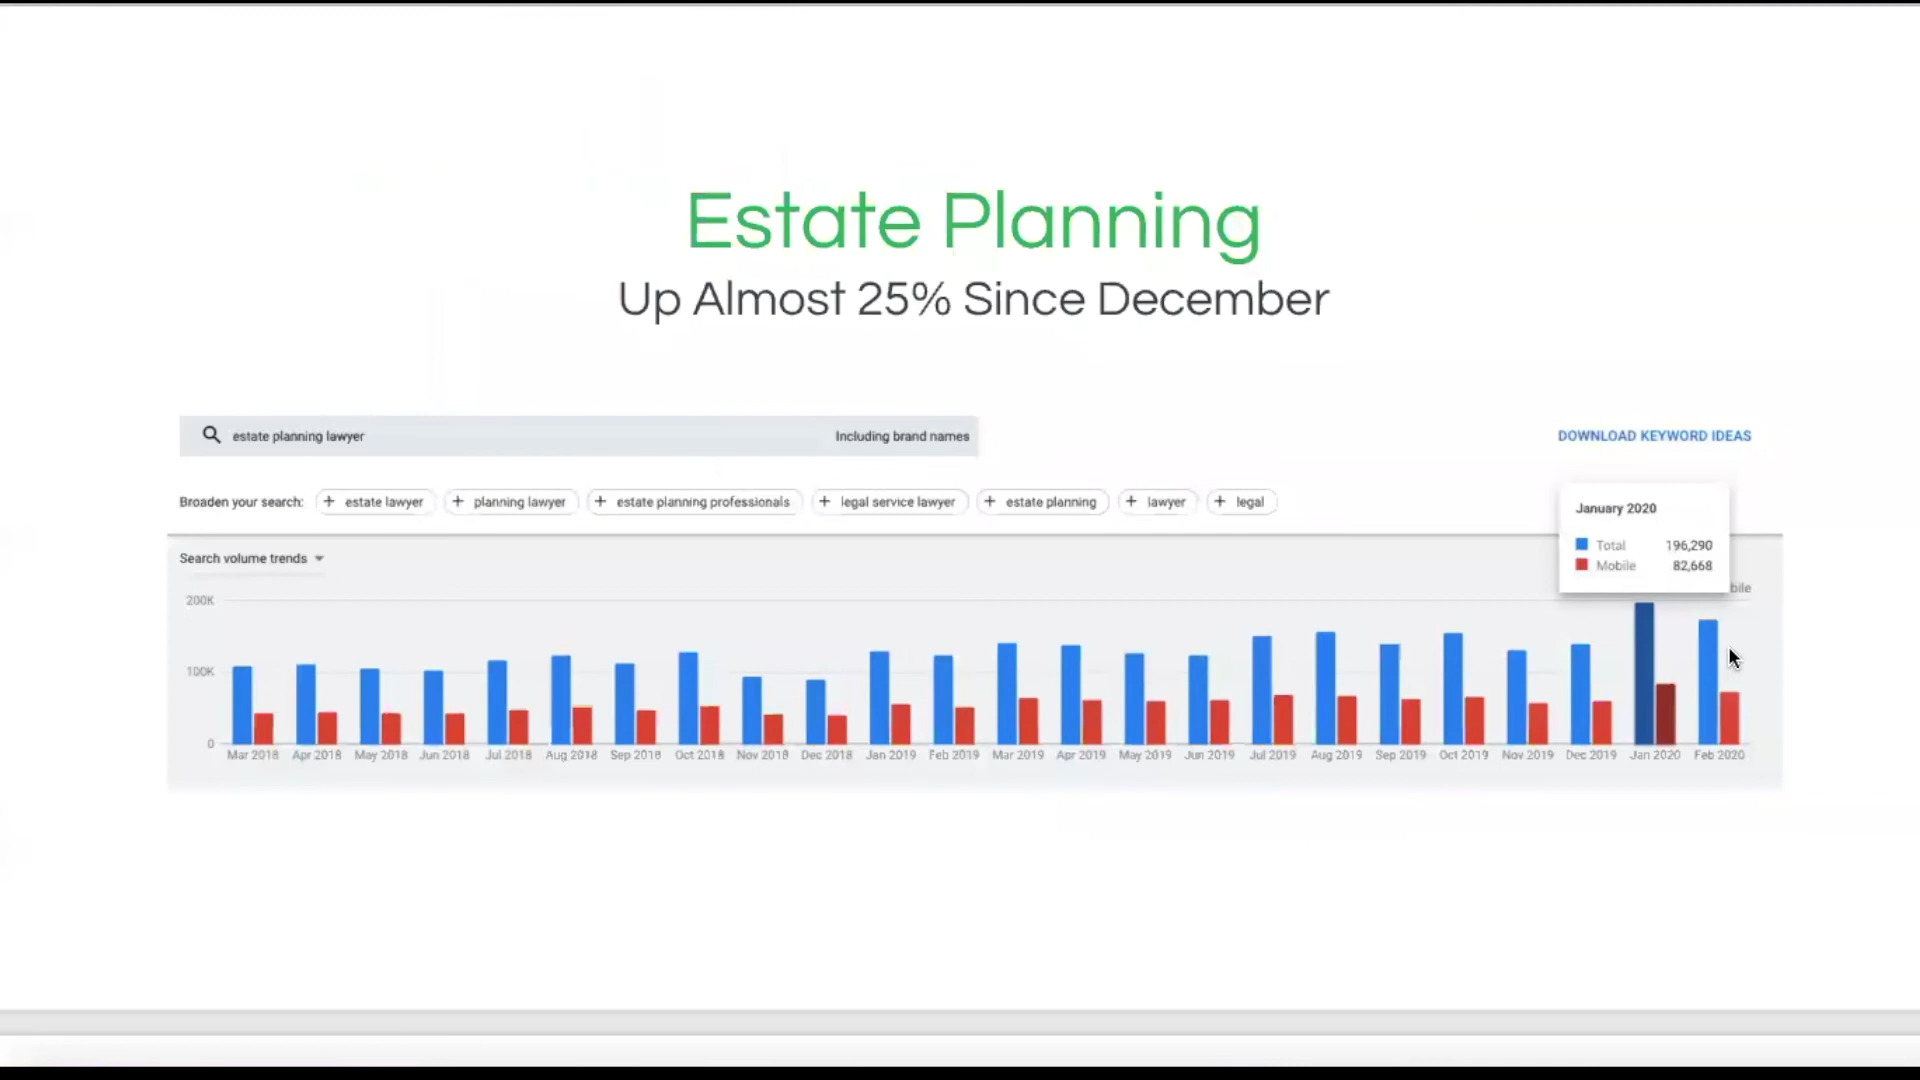 Estate Planning
Up Almost 25% Since December
estate planning lawyer Including brand names
DOWNLOAD KEYWORD IDEAS
Broaden your search: + estate lawyer + planning lawyer + estate planning professionals + legal service lawyer + estate planning + lawyer + legal
January 2020
Total 196,290
Mobile 82,668
Search volume trends
bile
200K
100K
0
Mar 2018 Apr 2018 May 2018 Jun 2018 Jul 2018 Aug 2018 Sep 2018 Oct 2018 Nov 2018 Dec 2018 Jan 2019 Feb 2019 Mar 2019 Apr 2019 May 2019 Jun 2019 Jul 2019 Aug 2019 Sep 2019 Oct 2019 Nov 2019 Dec 2019 Jan 2020 Feb 2020